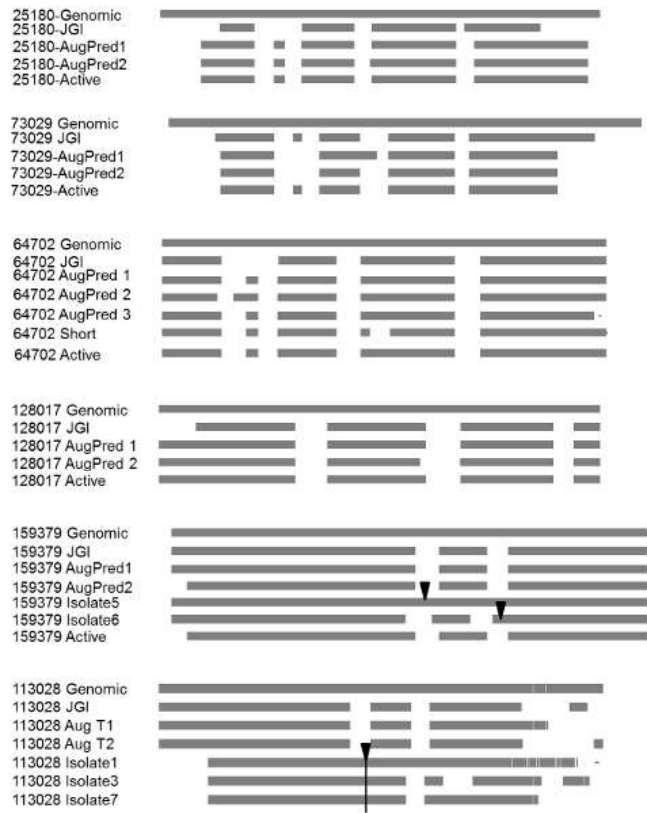 25180-Genomic
25180-JGI
25180-AugPred1
25180-AugPred2
25180-Active
73029 Genomic
73029 JGI
73029-AugPred1
73029-AugPred2
73029-Active
64702 Genomic
64702 JGI
64702 AugPred 1
64702 AugPred 2
64702 AugPred 3
64702 Short
64702 Active
128017 Genomic
128017 JGI
128017 AugPred 1
128017 AugPred 2
128017 Active
159379 Genomic
159379 JGI
159379 AugPred1
159379 AugPred2
159379 Isolate5
159379 Isolate6
159379 Active
113028 Genomic
113028 JGI
113028 Aug T1
113028 Aug T2
113028 Isolate1
113028 Isolate3
113028 Isolate7